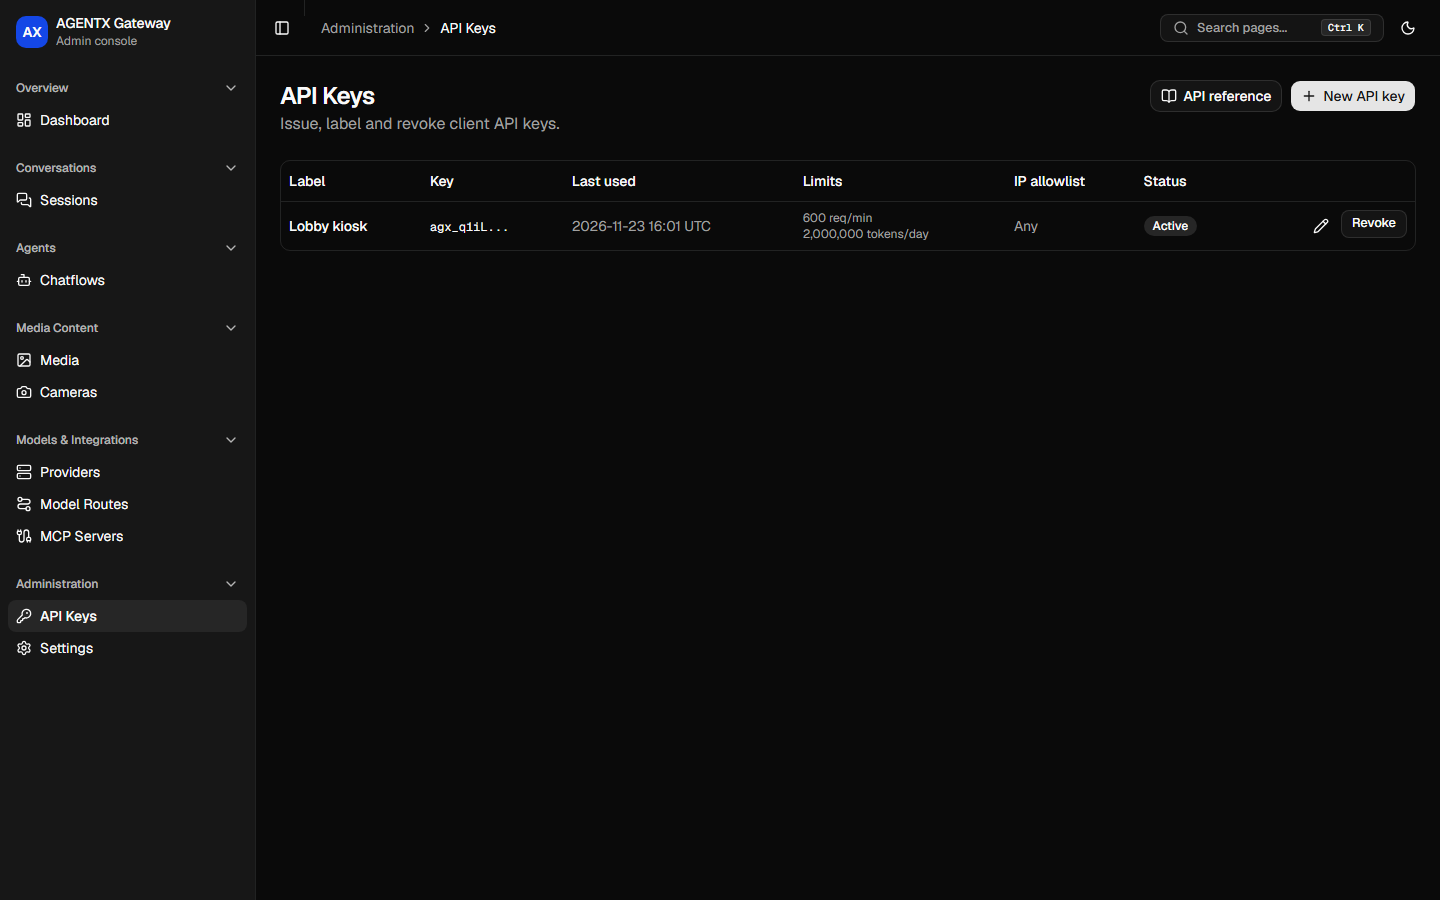 AX
AGENTX Gateway
Admin console
Overview
Dashboard
Conversations
Sessions
Agents
Chatflows
Media Content
Media
Cameras
Models & Integrations
Providers
Model Routes
MCP Servers
Administration
API Keys
Settings
Administration > API Keys
Search pages... Ctrl K
API Keys
Issue, label and revoke client API keys.
API reference
+ New API key
Label Key Last used Limits IP allowlist Status
Lobby kiosk agx_q1iL... 2026-11-23 16:01 UTC 600 req/min Any Active Revoke
2,000,000 tokens/day